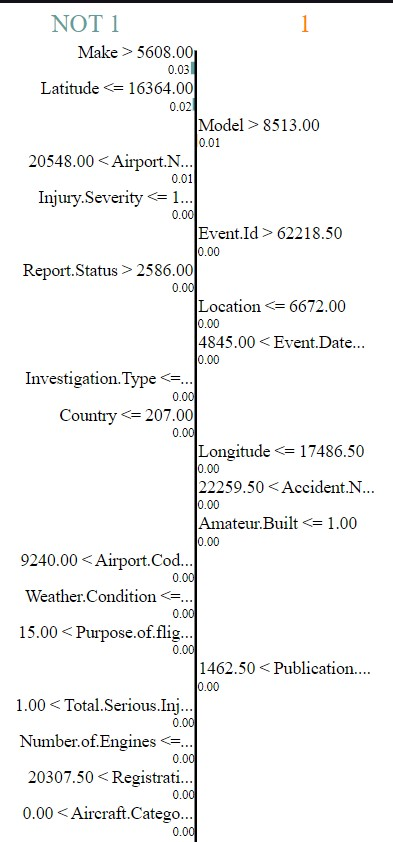 NOT 1
1
Make > 5608.00
0.03
Latitude <= 16364.00
0.02
Model > 8513.00
0.01
20548.00 < Airport.N...
0.01
Injury.Severity <= 1...
0.00
Event.Id > 62218.50
0.00
Report.Status > 2586.00
0.00
Location <= 6672.00
0.00
4845.00 < Event.Date...
0.00
Investigation.Type <=...
0.00
Country <= 207.00
0.00
Longitude <= 17486.50
0.00
22259.50 < Accident.N...
0.00
Amateur.Built <= 1.00
0.00
9240.00 < Airport.Cod...
0.00
Weather.Condition <=...
0.00
15.00 < Purpose.of.flig...
0.00
1462.50 < Publication....
0.00
1.00 < Total.Serious.Inj...
0.00
Number.of.Engines <=...
0.00
20307.50 < Registrati...
0.00
0.00 < Aircraft.Catego...
0.00